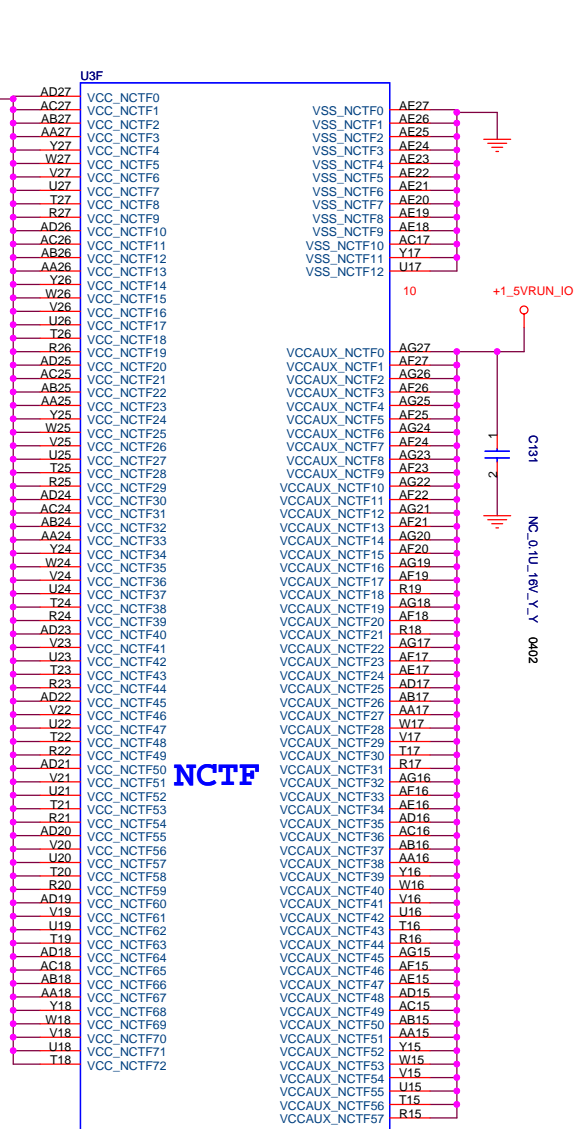 U3F
AD27 VCC_NCTF0
AC27 VCC_NCTF1
AB27 VCC_NCTF2
AA27 VCC_NCTF3
Y27 VCC_NCTF4
W27 VCC_NCTF5
V27 VCC_NCTF6
U27 VCC_NCTF7
T27 VCC_NCTF8
R27 VCC_NCTF9
AD26 VCC_NCTF10
AC26 VCC_NCTF11
AB26 VCC_NCTF12
AA26 VCC_NCTF13
Y26 VCC_NCTF14
W26 VCC_NCTF15
V26 VCC_NCTF16
U26 VCC_NCTF17
T26 VCC_NCTF18
R26 VCC_NCTF19
AD25 VCC_NCTF20
AC25 VCC_NCTF21
AB25 VCC_NCTF22
AA25 VCC_NCTF23
Y25 VCC_NCTF24
W25 VCC_NCTF25
V25 VCC_NCTF26
U25 VCC_NCTF27
T25 VCC_NCTF28
R25 VCC_NCTF29
AD24 VCC_NCTF30
AC24 VCC_NCTF31
AB24 VCC_NCTF32
AA24 VCC_NCTF33
Y24 VCC_NCTF34
W24 VCC_NCTF35
V24 VCC_NCTF36
U24 VCC_NCTF37
T24 VCC_NCTF38
R24 VCC_NCTF39
AD23 VCC_NCTF40
V23 VCC_NCTF41
U23 VCC_NCTF42
T23 VCC_NCTF43
R23 VCC_NCTF44
AD22 VCC_NCTF45
V22 VCC_NCTF46
U22 VCC_NCTF47
T22 VCC_NCTF48
R22 VCC_NCTF49
AD21 VCC_NCTF50
V21 VCC_NCTF51
U21 VCC_NCTF52
T21 VCC_NCTF53
R21 VCC_NCTF54
AD20 VCC_NCTF55
V20 VCC_NCTF56
U20 VCC_NCTF57
T20 VCC_NCTF58
R20 VCC_NCTF59
AD19 VCC_NCTF60
V19 VCC_NCTF61
U19 VCC_NCTF62
T19 VCC_NCTF63
AD18 VCC_NCTF64
AC18 VCC_NCTF65
AB18 VCC_NCTF66
AA18 VCC_NCTF67
Y18 VCC_NCTF68
W18 VCC_NCTF69
V18 VCC_NCTF70
U18 VCC_NCTF71
T18 VCC_NCTF72
NCTF
VSS_NCTF0 AE27
VSS_NCTF1 AE26
VSS_NCTF2 AE25
VSS_NCTF3 AE24
VSS_NCTF4 AE23
VSS_NCTF5 AE22
VSS_NCTF6 AE21
VSS_NCTF7 AE20
VSS_NCTF8 AE19
VSS_NCTF9 AE18
VSS_NCTF10 AC17
VSS_NCTF11 Y17
VSS_NCTF12 U17
10
+1_5VRUN_IO
VCCAUX_NCTF0 AG27
VCCAUX_NCTF1 AF27
VCCAUX_NCTF2 AG26
VCCAUX_NCTF3 AF26
VCCAUX_NCTF4 AG25
VCCAUX_NCTF5 AF25
VCCAUX_NCTF6 AG24
VCCAUX_NCTF7 AF24
VCCAUX_NCTF8 AG23
VCCAUX_NCTF9 AF23
VCCAUX_NCTF10 AG22
VCCAUX_NCTF11 AF22
VCCAUX_NCTF12 AG21
VCCAUX_NCTF13 AF21
VCCAUX_NCTF14 AG20
VCCAUX_NCTF15 AF20
VCCAUX_NCTF16 AG19
VCCAUX_NCTF17 AF19
VCCAUX_NCTF18 R19
VCCAUX_NCTF19 AG18
VCCAUX_NCTF20 AF18
VCCAUX_NCTF21 R18
VCCAUX_NCTF22 AG17
VCCAUX_NCTF23 AF17
VCCAUX_NCTF24 AE17
VCCAUX_NCTF25 AD17
VCCAUX_NCTF26 AB17
VCCAUX_NCTF27 AA17
VCCAUX_NCTF28 W17
VCCAUX_NCTF29 V17
VCCAUX_NCTF30 T17
VCCAUX_NCTF31 R17
VCCAUX_NCTF32 AG16
VCCAUX_NCTF33 AF16
VCCAUX_NCTF34 AE16
VCCAUX_NCTF35 AD16
VCCAUX_NCTF36 AC16
VCCAUX_NCTF37 AB16
VCCAUX_NCTF38 AA16
VCCAUX_NCTF39 Y16
VCCAUX_NCTF40 W16
VCCAUX_NCTF41 V16
VCCAUX_NCTF42 U16
VCCAUX_NCTF43 T16
VCCAUX_NCTF44 R16
VCCAUX_NCTF45 AG15
VCCAUX_NCTF46 AF15
VCCAUX_NCTF47 AE15
VCCAUX_NCTF48 AD15
VCCAUX_NCTF49 AC15
VCCAUX_NCTF50 AB15
VCCAUX_NCTF51 AA15
VCCAUX_NCTF52 Y15
VCCAUX_NCTF53 W15
VCCAUX_NCTF54 V15
VCCAUX_NCTF55 U15
VCCAUX_NCTF56 T15
VCCAUX_NCTF57 R15
1
2
C131
NC_0.1U_16V_Y_Y 0402